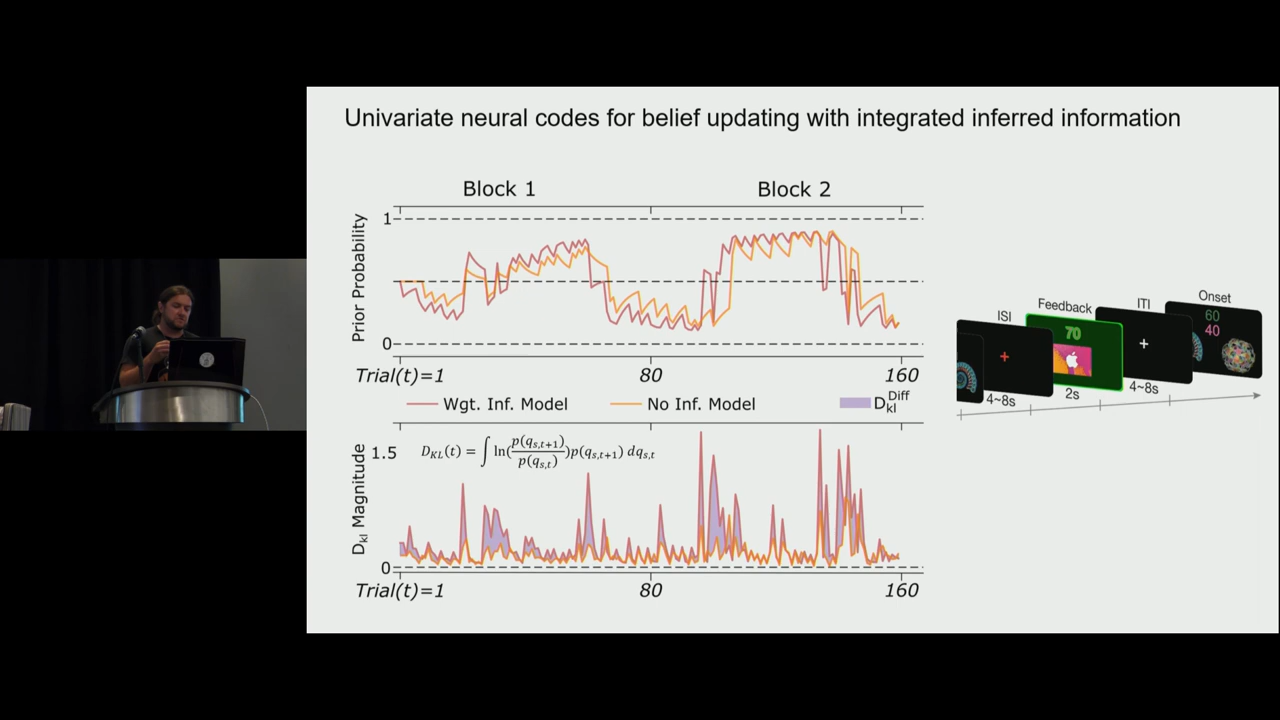 Univariate neural codes for belief updating with integrated inferred information
Block 1
Block 2
Prior Probability
1
0
Trial(t)=1
80
160
Wgt. Inf. Model
No Inf. Model
D_kl^Diff
D_kl Magnitude
1.5
D_KL(t) = ∫ ln(p(q_s,t+1)/p(q_s,t))p(q_s,t+1) dq_s,t
0
Trial(t)=1
80
160
ISI
Feedback
ITI
Onset
70
60
40
+
+
4~8s
2s
4~8s